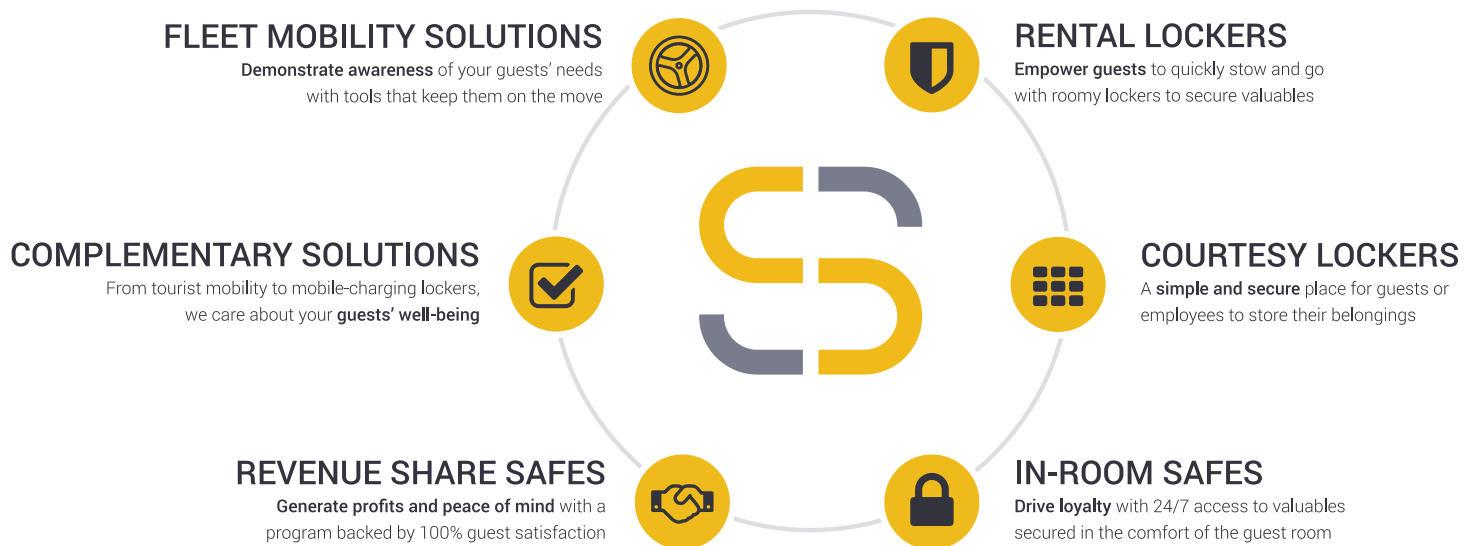 FLEET MOBILITY SOLUTIONS
Demonstrate awareness of your guests' needs
with tools that keep them on the move
RENTAL LOCKERS
Empower guests to quickly stow and go
with roomy lockers to secure valuables
COMPLEMENTARY SOLUTIONS
From tourist mobility to mobile-charging lockers,
we care about your guests' well-being
COURTESY LOCKERS
A simple and secure place for guests or
employees to store their belongings
REVENUE SHARE SAFES
Generate profits and peace of mind with a
program backed by 100% guest satisfaction
IN-ROOM SAFES
Drive loyalty with 24/7 access to valuables
secured in the comfort of the guest room